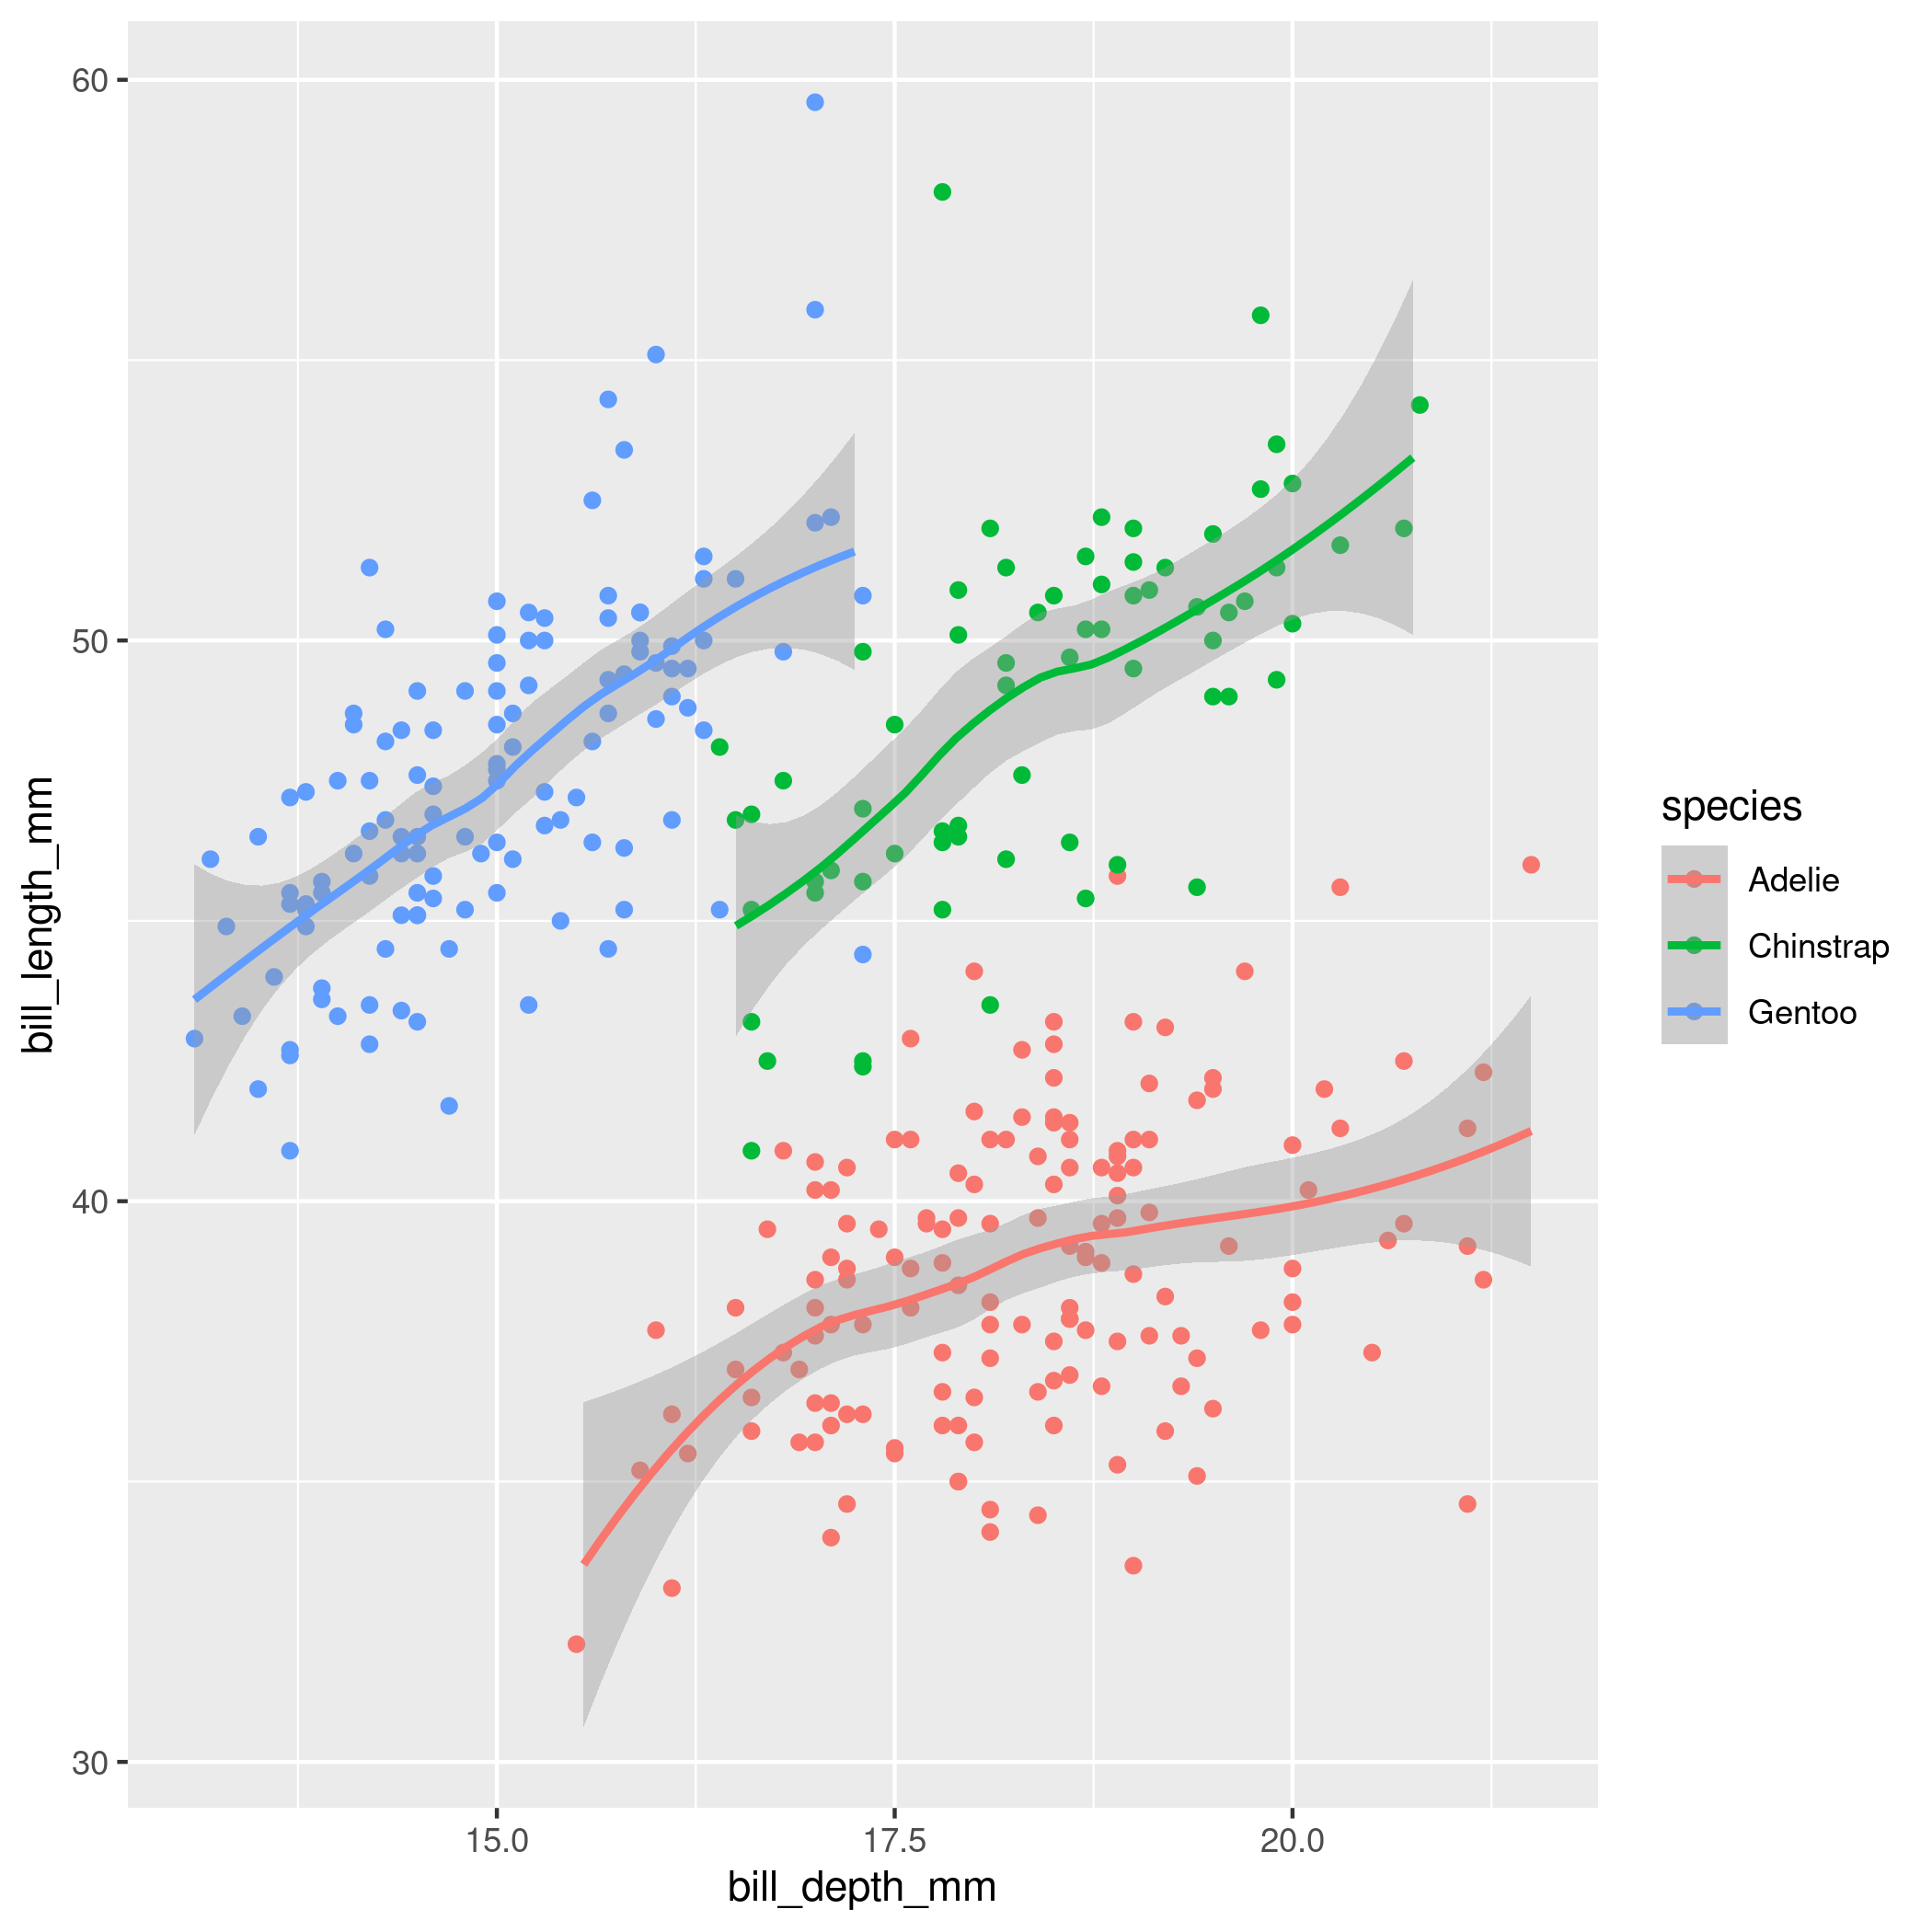 60
50
40
30
bill_length_mm
15.0 17.5 20.0
bill_depth_mm
species
Adelie
Chinstrap
Gentoo